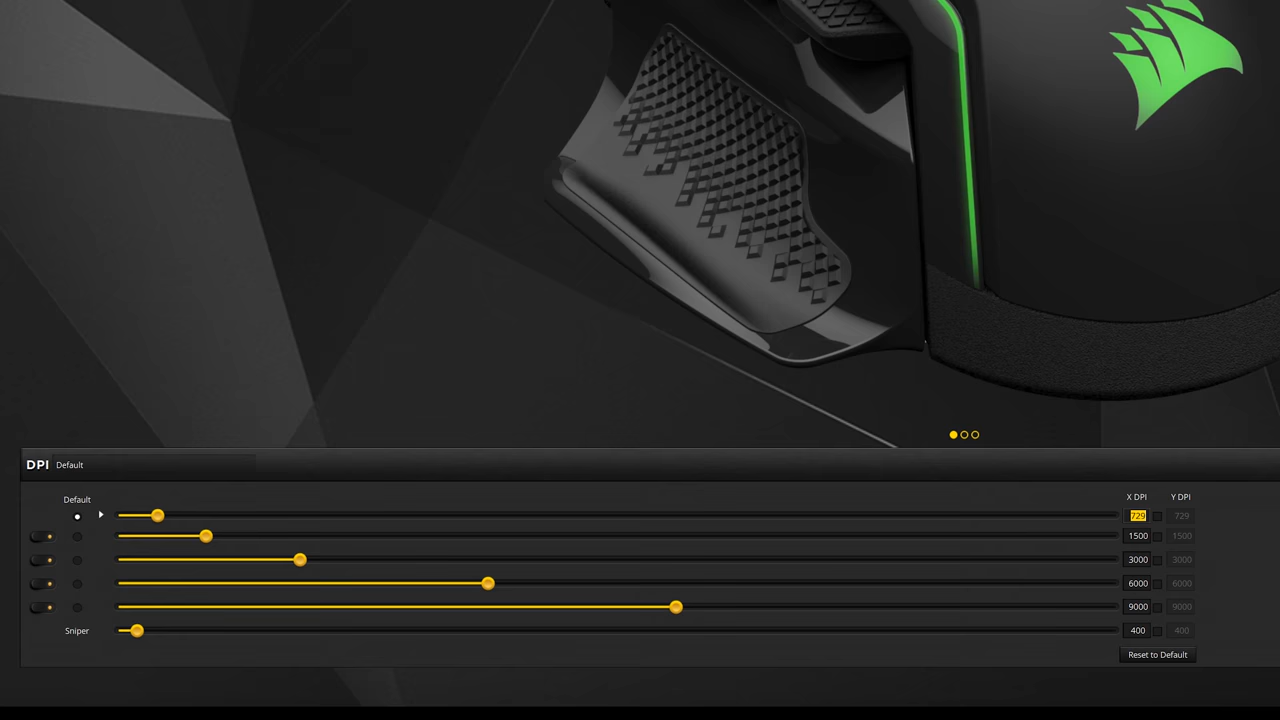 DPI Default
Default X DPI Y DPI
729 729
1500 1500
3000 3000
6000 6000
9000 9000
Sniper 400 400
Reset to Default